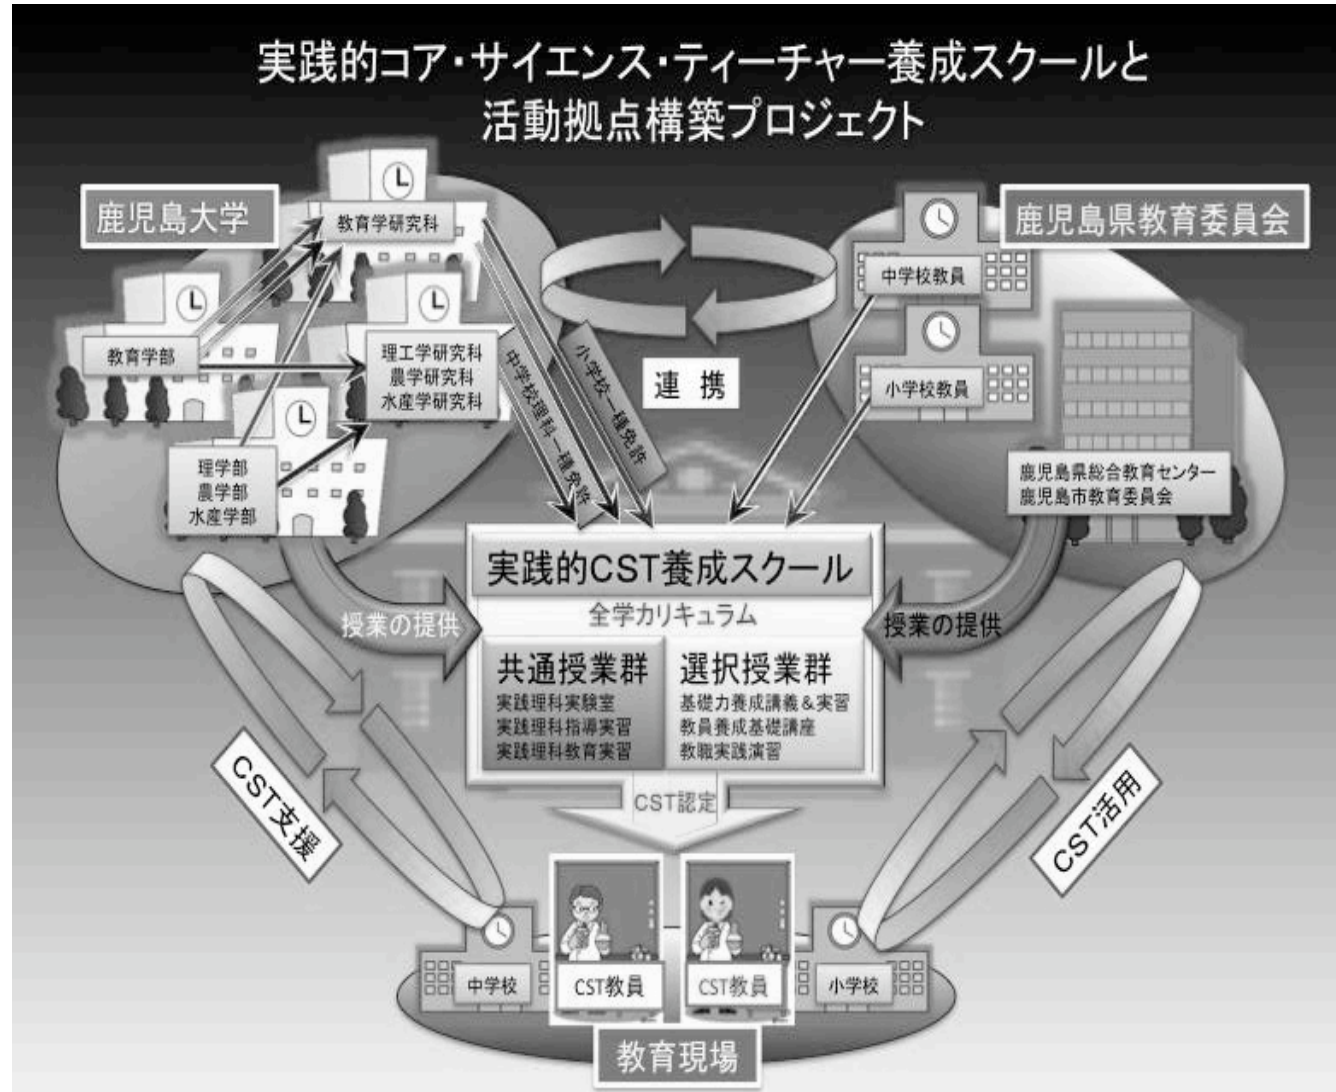 実践的コア・サイエンス・ティーチャー養成スクールと
活動拠点構築プロジェクト
鹿児島大学
教育学研究科
教育学部
理工学研究科
農学研究科
水産学研究科
理学部
農学部
水産学部
中学校理科一種免許
小学校一種免許
連 携
鹿児島県教育委員会
中学校教員
小学校教員
鹿児島県総合教育センター
鹿児島市教育委員会
実践的CST養成スクール
全学カリキュラム
授業の提供
授業の提供
共通授業群
実践理科実験室
実践理科指導実習
実践理科教育実習
選択授業群
基礎力養成講義＆実習
教員養成基礎講座
教職実践演習
CST認定
CST支援
CST活用
中学校
CST教員
CST教員
小学校
教育現場